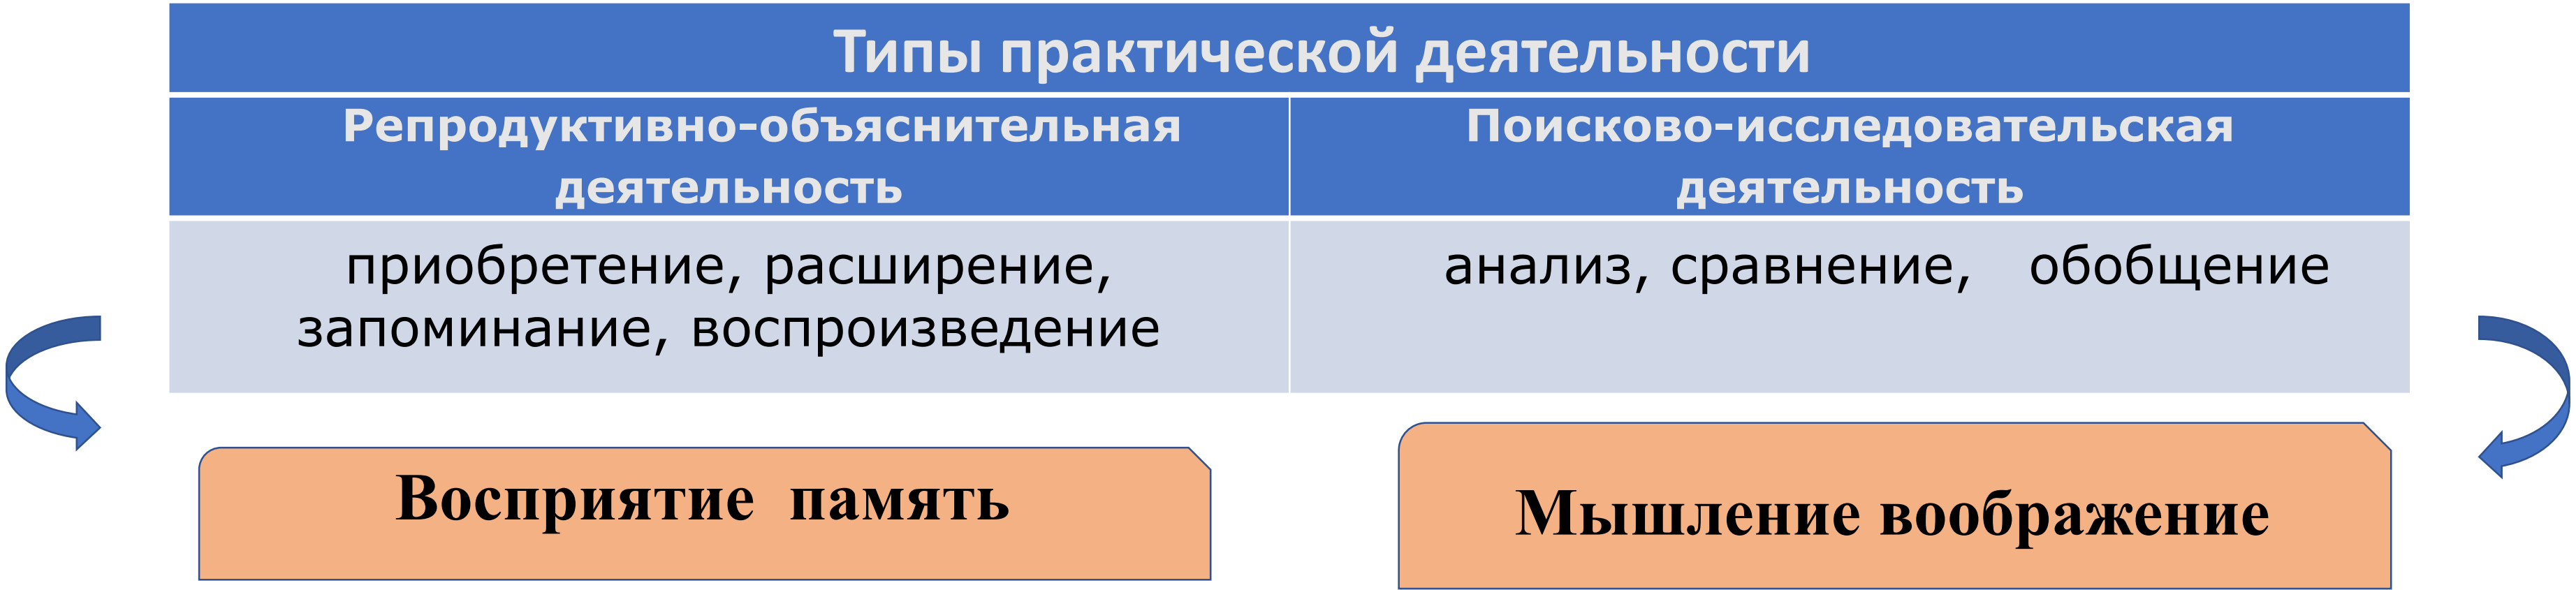 Типы практической деятельности
Репродуктивно-объяснительная
деятельность
Поисково-исследовательская
деятельность
приобретение, расширение,
запоминание, воспроизведение
анализ, сравнение, обобщение
Восприятие память
Мышление воображение